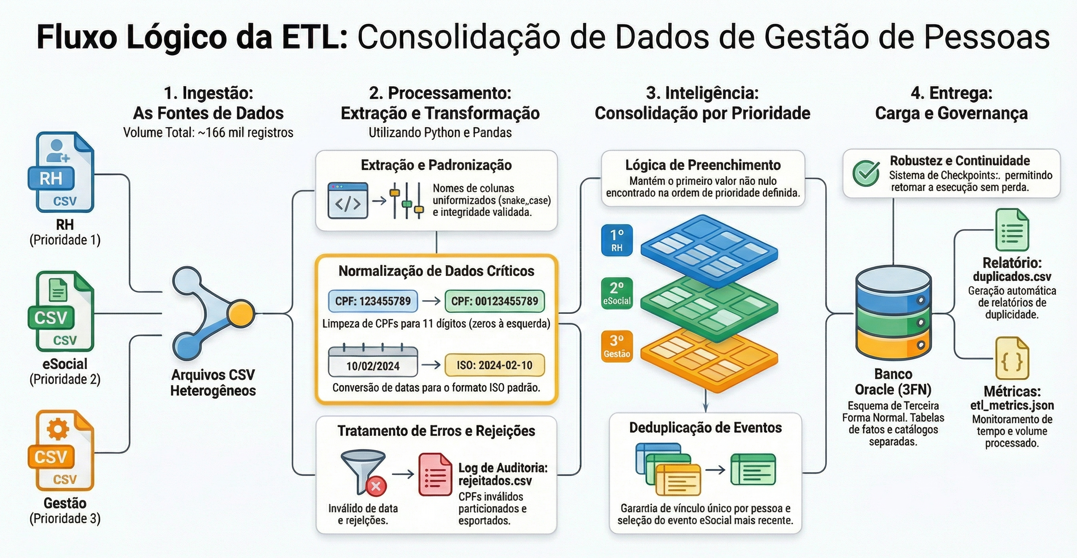 Fluxo Lógico da ETL: Consolidação de Dados de Gestão de Pessoas
1. Ingestão:
As Fontes de Dados
Volume Total: ~166 mil registros
RH
CSV
RH
(Prioridade 1)
CSV
CSV
eSocial
(Prioridade 2)
CSV
CSV
Gestão
(Prioridade 3)
Arquivos CSV
Heterogêneos
2. Processamento:
Extração e Transformação
Utilizando Python e Pandas
Extração e Padronização
</>
Nomes de colunas
uniformizados (snake_case)
e integridade validada.
Normalização de Dados Críticos
CPF: 123455789
CPF: 00123455789
Limpeza de CPFs para 11 dígitos (zeros à esquerda)
10/02/2024
ISO: 2024-02-10
Conversão de datas para o formato ISO padrão.
Tratamento de Erros e Rejeições
Inválido de data
e rejeições.
Log de Auditoria:
rejeitados.csv
CPFs inválidos
particionados e
esportados.
3. Inteligência:
Consolidação por Prioridade
Lógica de Preenchimento
Mantém o primeiro valor não nulo
encontrado na ordem de prioridade definida.
1º
RH
2º
eSocial
3º
Gestão
Deduplicação de Eventos
Garantia de vínculo único por pessoa e
seleção do evento eSocial mais recente.
4. Entrega:
Carga e Governança
Robustez e Continuidade
Sistema de Checkpoints:. permitindo
retomar a execução sem perda.
Banco
Oracle (3FN)
Esquema de Terceira
Forma Normal. Tabelas
de fatos e catálogos
separadas.
Relatório:
duplicados.csv
Geração automática
de relatórios de
duplicidade.
{ }
Métricas:
etl_metrics.json
Monitoramento de
tempo e volume
processado.